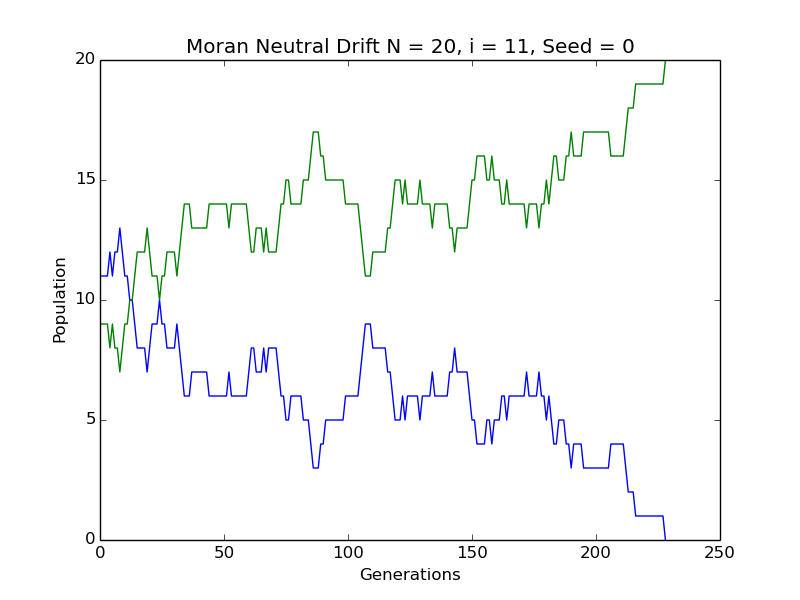 Moran Neutral Drift N = 20, i = 11, Seed = 0
20
15
10
5
0
Population
0 50 100 150 200 250
Generations